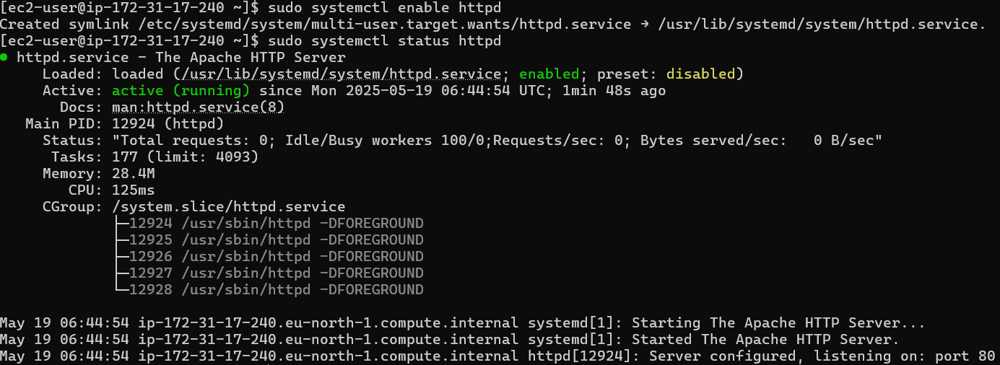 [ec2-user@ip-172-31-17-240 ~]$ sudo systemctl enable httpd
Created symlink /etc/systemd/system/multi-user.target.wants/httpd.service → /usr/lib/systemd/system/httpd.service.
[ec2-user@ip-172-31-17-240 ~]$ sudo systemctl status httpd
● httpd.service - The Apache HTTP Server
     Loaded: loaded (/usr/lib/systemd/system/httpd.service; enabled; preset: disabled)
     Active: active (running) since Mon 2025-05-19 06:44:54 UTC; 1min 48s ago
       Docs: man:httpd.service(8)
   Main PID: 12924 (httpd)
     Status: "Total requests: 0; Idle/Busy workers 100/0;Requests/sec: 0; Bytes served/sec:   0 B/sec"
      Tasks: 177 (limit: 4093)
     Memory: 28.4M
        CPU: 125ms
     CGroup: /system.slice/httpd.service
             ├─12924 /usr/sbin/httpd -DFOREGROUND
             ├─12925 /usr/sbin/httpd -DFOREGROUND
             ├─12926 /usr/sbin/httpd -DFOREGROUND
             ├─12927 /usr/sbin/httpd -DFOREGROUND
             └─12928 /usr/sbin/httpd -DFOREGROUND
May 19 06:44:54 ip-172-31-17-240.eu-north-1.compute.internal systemd[1]: Starting The Apache HTTP Server...
May 19 06:44:54 ip-172-31-17-240.eu-north-1.compute.internal systemd[1]: Started The Apache HTTP Server.
May 19 06:44:54 ip-172-31-17-240.eu-north-1.compute.internal httpd[12924]: Server configured, listening on: port 80